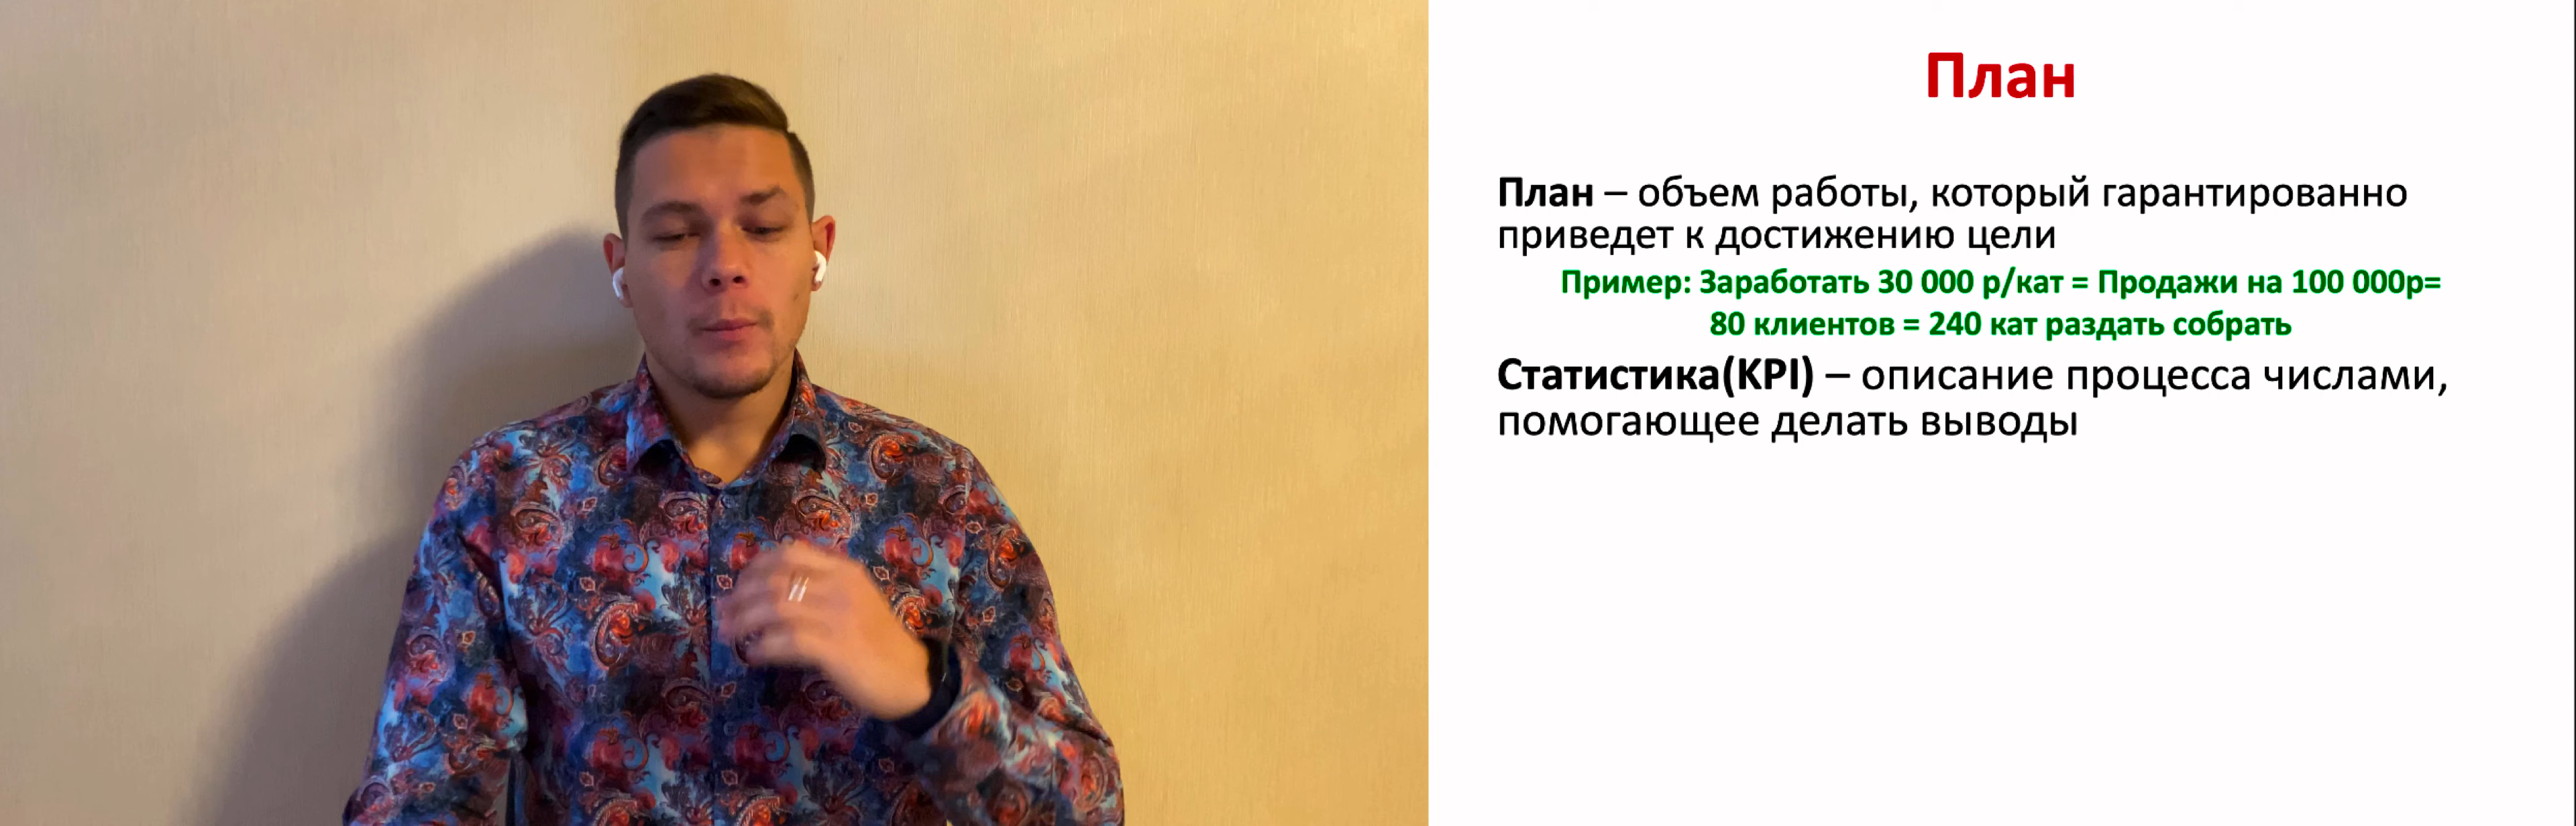 План
План – объем работы, который гарантированно
приведет к достижению цели
Пример: Заработать 30 000 р/кат = Продажи на 100 000р=
80 клиентов = 240 кат раздать собрать
Статистика(KPI) – описание процесса числами,
помогающее делать выводы